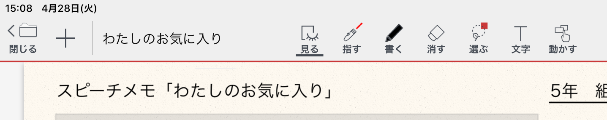 15:08 4月28日(火)
閉じる わたしのお気に入り 見る 指す 書く 消す 選ぶ 文字 動かす
スピーチメモ「わたしのお気に入り」 5年 組